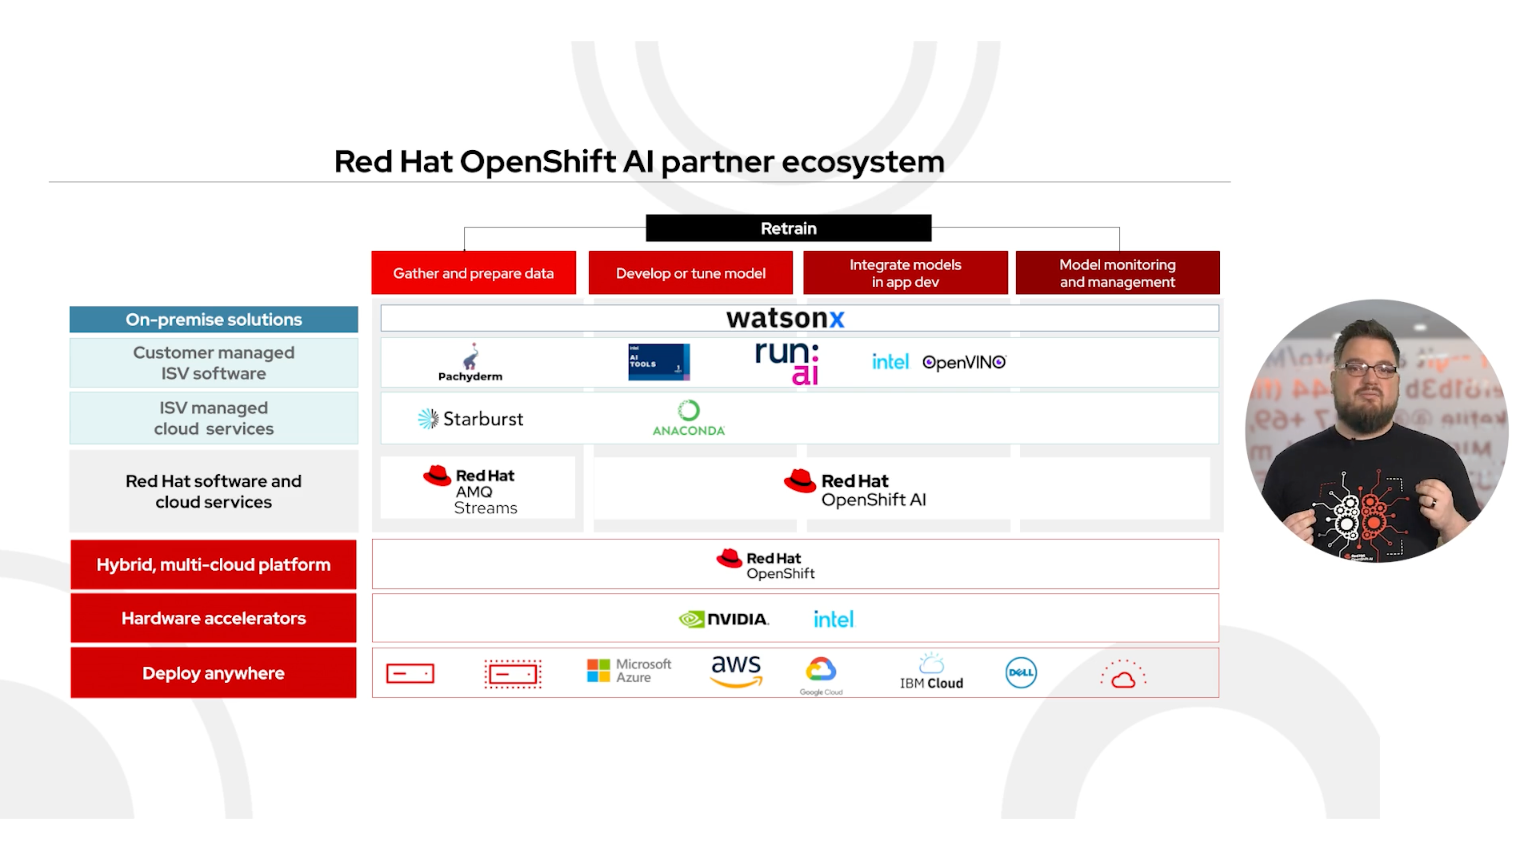 Red Hat OpenShift AI partner ecosystem
Retrain
Gather and prepare data
Develop or tune model
Integrate models
in app dev
Model monitoring
and management
On-premise solutions
watsonx
Customer managed
ISV software
Pachyderm
intel
AI
TOOLS
run:
ai
intel OpenVINO
ISV managed
cloud services
Starburst
ANACONDA
Red Hat software and
cloud services
Red Hat
AMQ
Streams
Red Hat
OpenShift AI
Hybrid, multi-cloud platform
Red Hat
OpenShift
Hardware accelerators
NVIDIA.
intel
Deploy anywhere
Microsoft
Azure
aws
Google Cloud
IBM Cloud
DELL